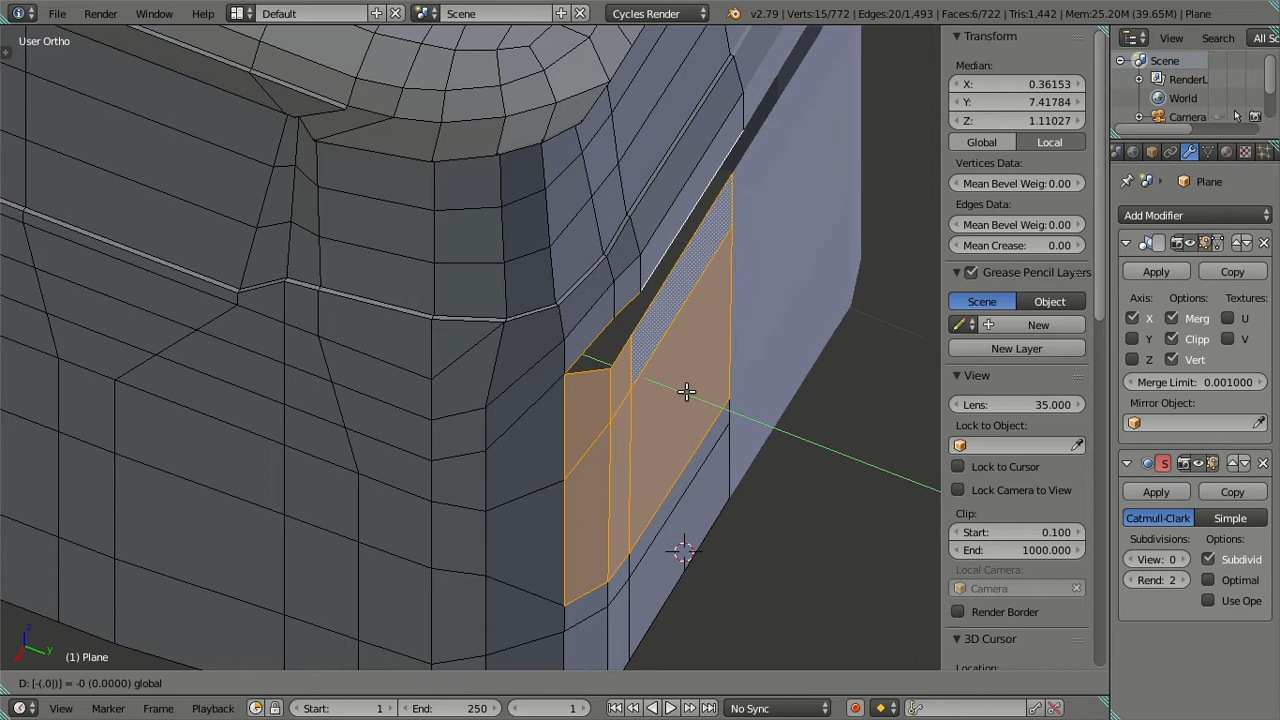 File Render Window Help Default Scene Cycles Render v2.79 | Verts:15/772 | Edges:20/1,493 | Faces:6/722 | Tris:1,442 | Mem:25.20M (39.65M) | Plane
User Ortho
Transform
Median:
X: 0.36153
Y: 7.41784
Z: 1.11027
Global Local
Vertices Data:
Mean Bevel Weig: 0.00
Edges Data:
Mean Bevel Weig: 0.00
Mean Crease: 0.00
Grease Pencil Layers
Scene Object
New
New Layer
View
Lens: 35.000
Lock to Object:
Lock to Cursor
Lock Camera to View
Clip:
Start: 0.100
End: 1000.000
Local Camera:
Camera
Render Border
3D Cursor
Location:
View Search All Sc
Scene
RenderL
World
Camera
Plane
Add Modifier
Apply Copy
Axis: Options: Textures:
X Merg U
Y Clipp V
Z Vert
Merge Limit: 0.001000
Mirror Object:
S
Apply Copy
Catmull-Clark Simple
Subdivisions: Options:
View: 0 Subdivid
Rend: 2 Optimal
Use Ope
z
y
(1) Plane
D: [-(.0|)] = -0 (0.0000) global
View Marker Frame Playback Start: 1 End: 250 1 No Sync